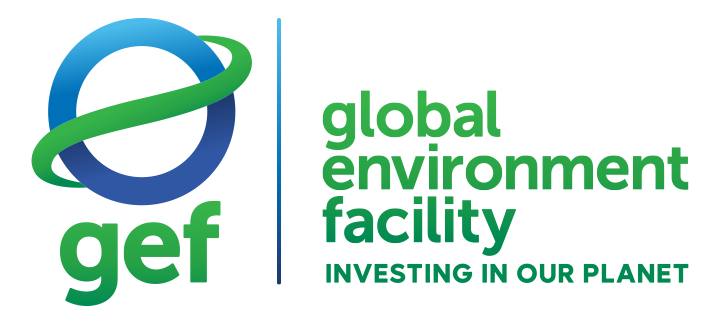 gef
global
environment
facility
INVESTING IN OUR PLANET